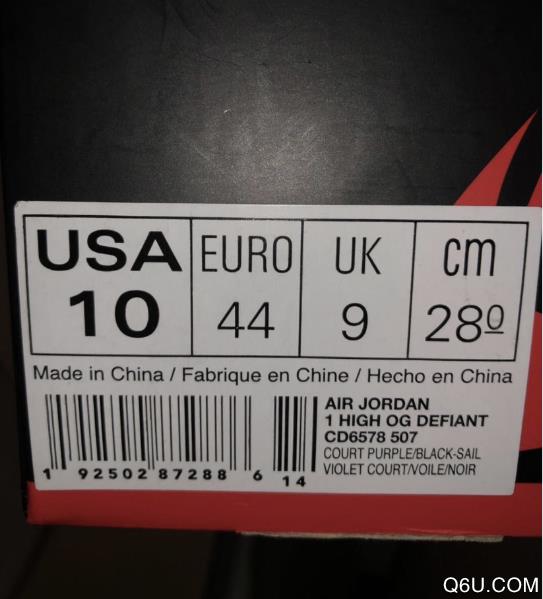 USA EURO UK cm
10 44 9 280
Made in China / Fabrique en Chine / Hecho en China
AIR JORDAN
1 HIGH OG DEFIANT
CD6578 507
COURT PURPLE/BLACK-SAIL
VIOLET COURT/VOILE/NOIR
1 92502 87288 6 14
Q6U.COM